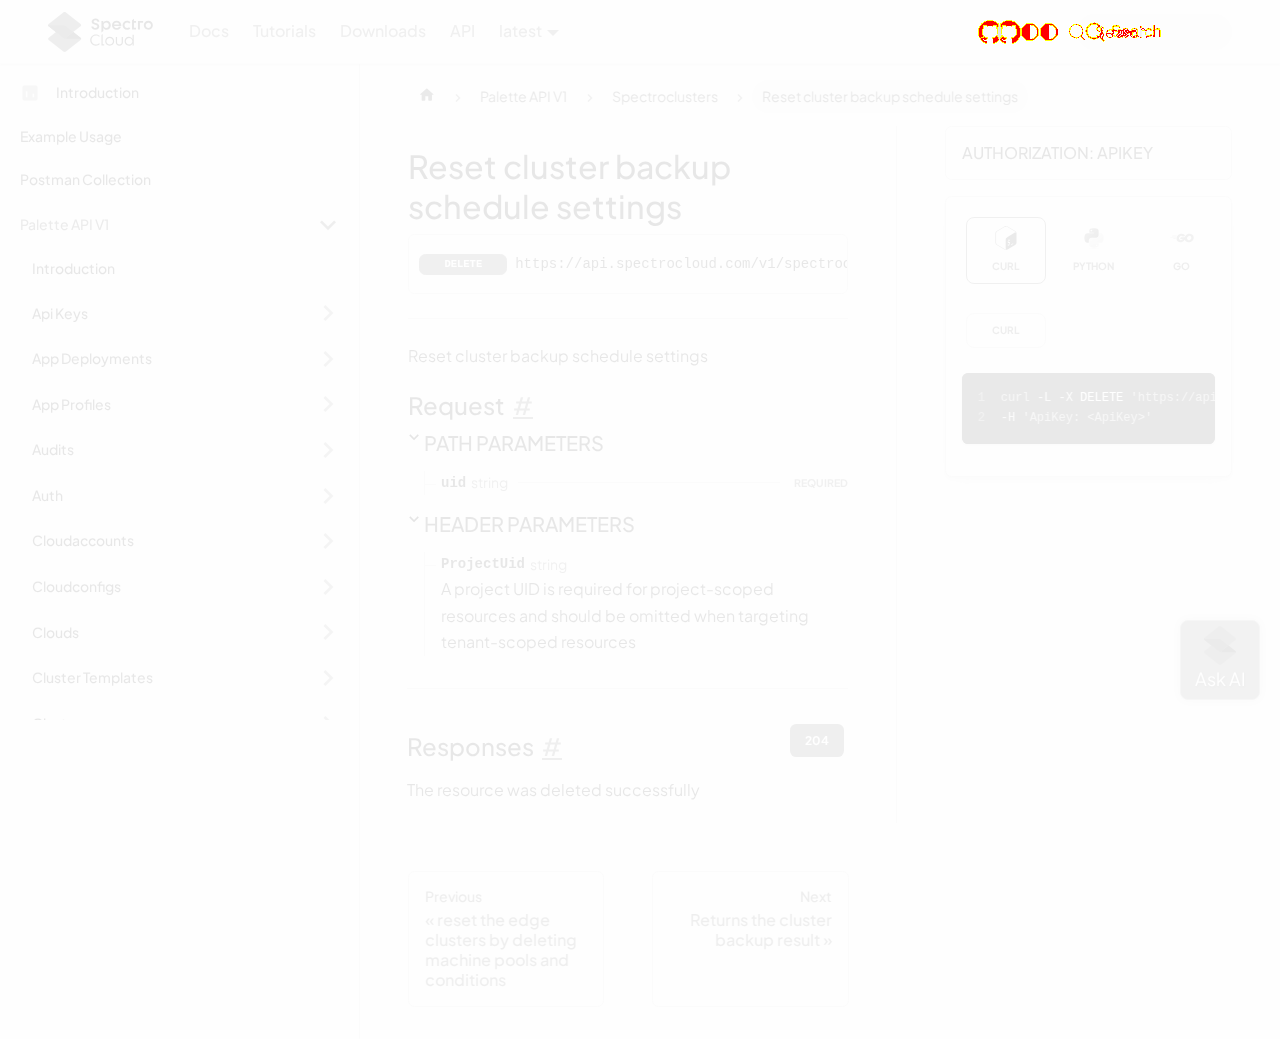 Spectro
Cloud
Docs
Tutorials
Downloads
API
latest
Search
Introduction
Example Usage
Postman Collection
Palette API V1
Introduction
Api Keys
App Deployments
App Profiles
Audits
Auth
Cloudaccounts
Cloudconfigs
Clouds
Cluster Templates
Palette API V1
Spectroclusters
Reset cluster backup schedule settings
Reset cluster backup
schedule settings
DELETE https://api.spectrocloud.com/v1/spectroc
Reset cluster backup schedule settings
Request #
PATH PARAMETERS
uid string REQUIRED
HEADER PARAMETERS
ProjectUid string
A project UID is required for project-scoped
resources and should be omitted when targeting
tenant-scoped resources
Responses #
204
The resource was deleted successfully
Previous
« reset the edge
clusters by deleting
machine pools and
conditions
Next
Returns the cluster
backup result »
AUTHORIZATION: APIKEY
CURL
PYTHON
GO
CURL
1 curl -L -X DELETE 'https://api
2 -H 'ApiKey: <ApiKey>'
Ask AI